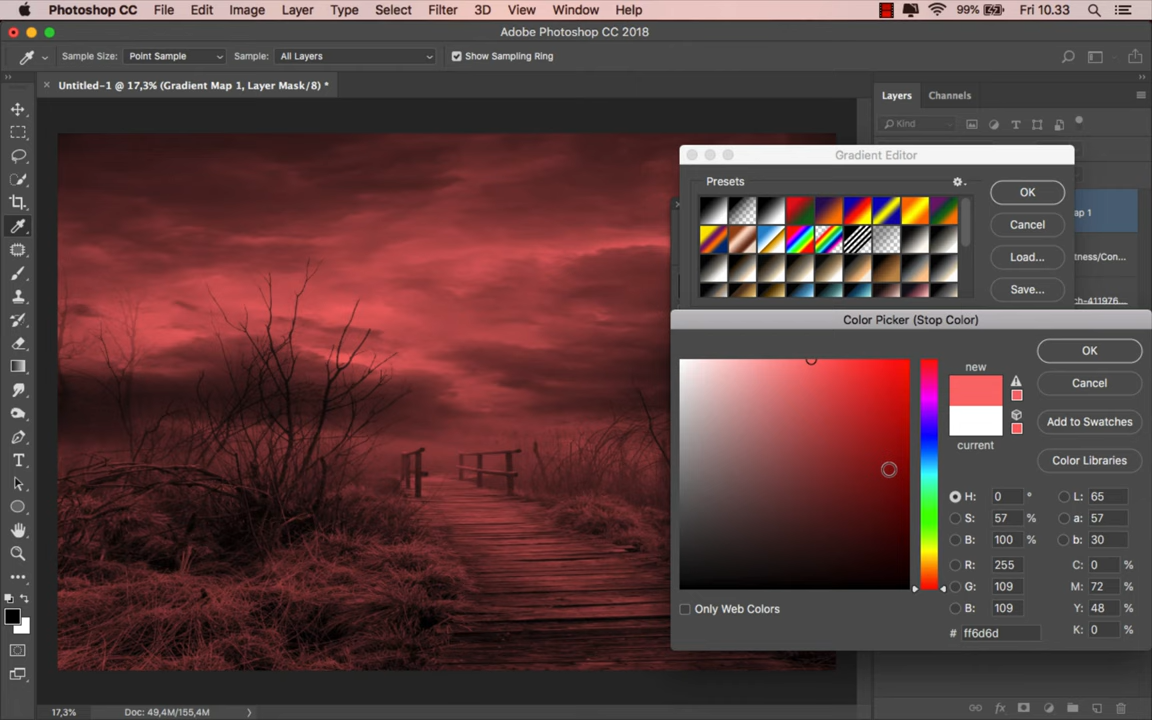 Photoshop CC File Edit Image Layer Type Select Filter 3D View Window Help 99% Fri 10.33
Adobe Photoshop CC 2018
Sample Size: Point Sample Sample: All Layers Show Sampling Ring
Untitled-1 @ 17,3% (Gradient Map 1, Layer Mask/8) *
Layers Channels
Kind
Gradient Editor
Presets
OK
Cancel
Load...
Save...
ap 1
tness/Con...
ch-411976...
Color Picker (Stop Color)
new
current
OK
Cancel
Add to Swatches
Color Libraries
H: 0 ° L: 65
S: 57 % a: 57
B: 100 % b: 30
R: 255 C: 0 %
G: 109 M: 72 %
B: 109 Y: 48 %
# ff6d6d K: 0 %
Only Web Colors
17,3% Doc: 49,4M/155,4M